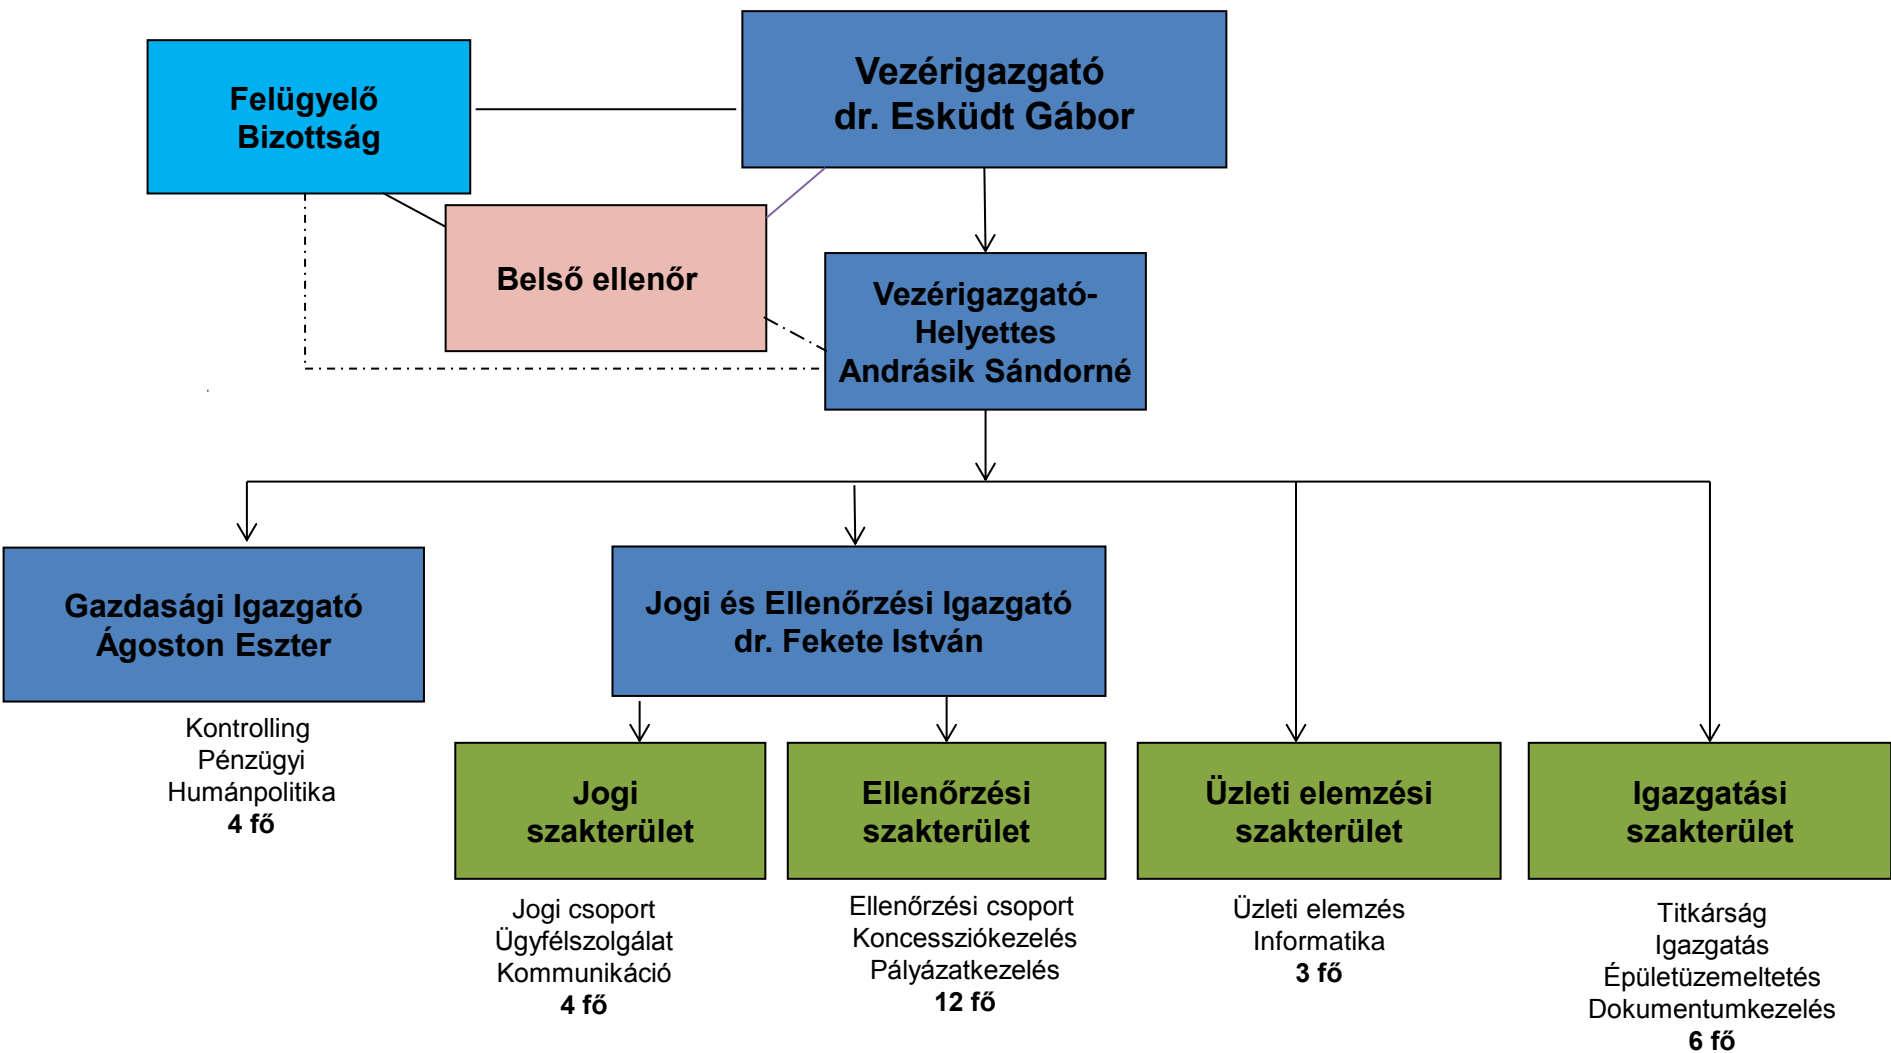 Felügyelő
Bizottság
Vezérigazgató
dr. Esküdt Gábor
Belső ellenőr
Vezérigazgató-
Helyettes
Andrásik Sándorné
Gazdasági Igazgató
Ágoston Eszter
Kontrolling
Pénzügyi
Humánpolitika
4 fő
Jogi és Ellenőrzési Igazgató
dr. Fekete István
Jogi
szakterület
Jogi csoport
Ügyfélszolgálat
Kommunikáció
4 fő
Ellenőrzési
szakterület
Ellenőrzési csoport
Koncessziókezelés
Pályázatkezelés
12 fő
Üzleti elemzési
szakterület
Üzleti elemzés
Informatika
3 fő
Igazgatási
szakterület
Titkárság
Igazgatás
Épületüzemeltetés
Dokumentumkezelés
6 fő